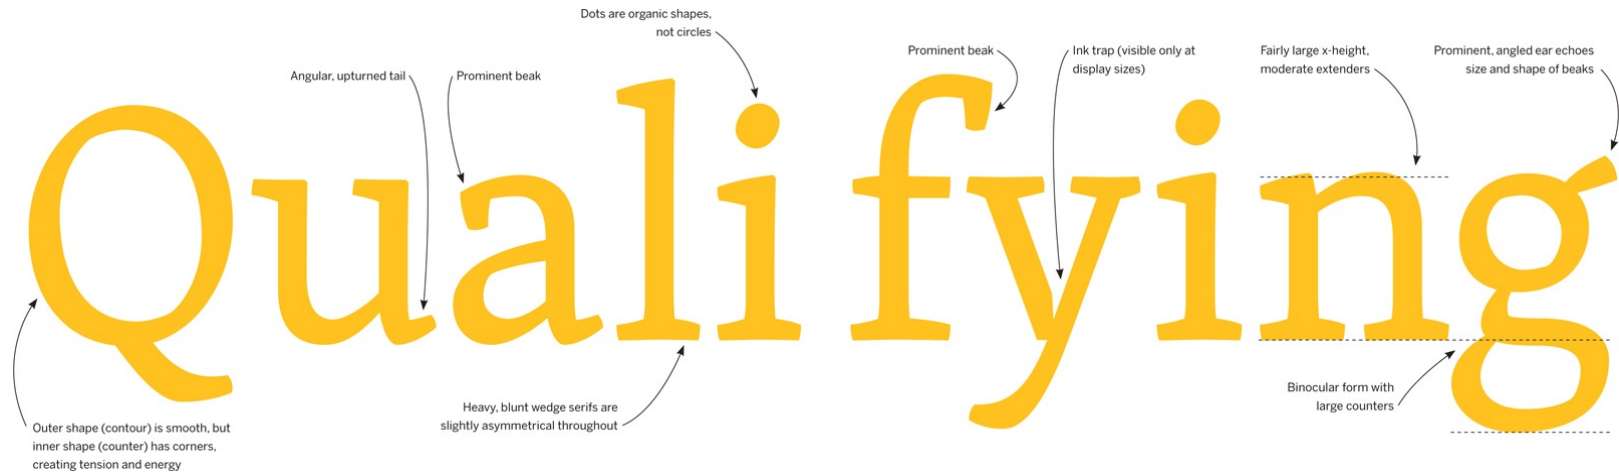 Dots are organic shapes,
not circles
Angular, upturned tail
Prominent beak
Prominent beak
Ink trap (visible only at
display sizes)
Fairly large x-height,
moderate extenders
Prominent, angled ear echoes
size and shape of beaks
Qualifying
Outer shape (contour) is smooth, but
inner shape (counter) has corners,
creating tension and energy
Heavy, blunt wedge serifs are
slightly asymmetrical throughout
Binocular form with
large counters